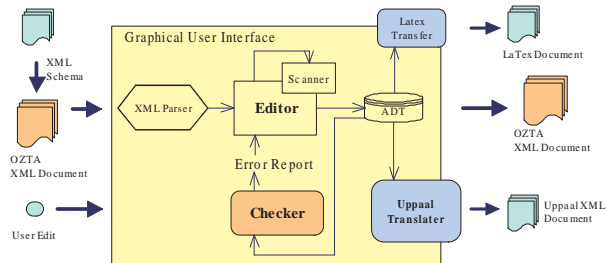 Graphical User Interface
Latex
Transfer
LaTex Document
XML
Schema
Scanner
XML Parser
Editor
ADT
OZTA
XML Document
OZTA
XML Document
Error Report
Checker
Uppaal
Translater
Uppaal XML
Document
User Edit